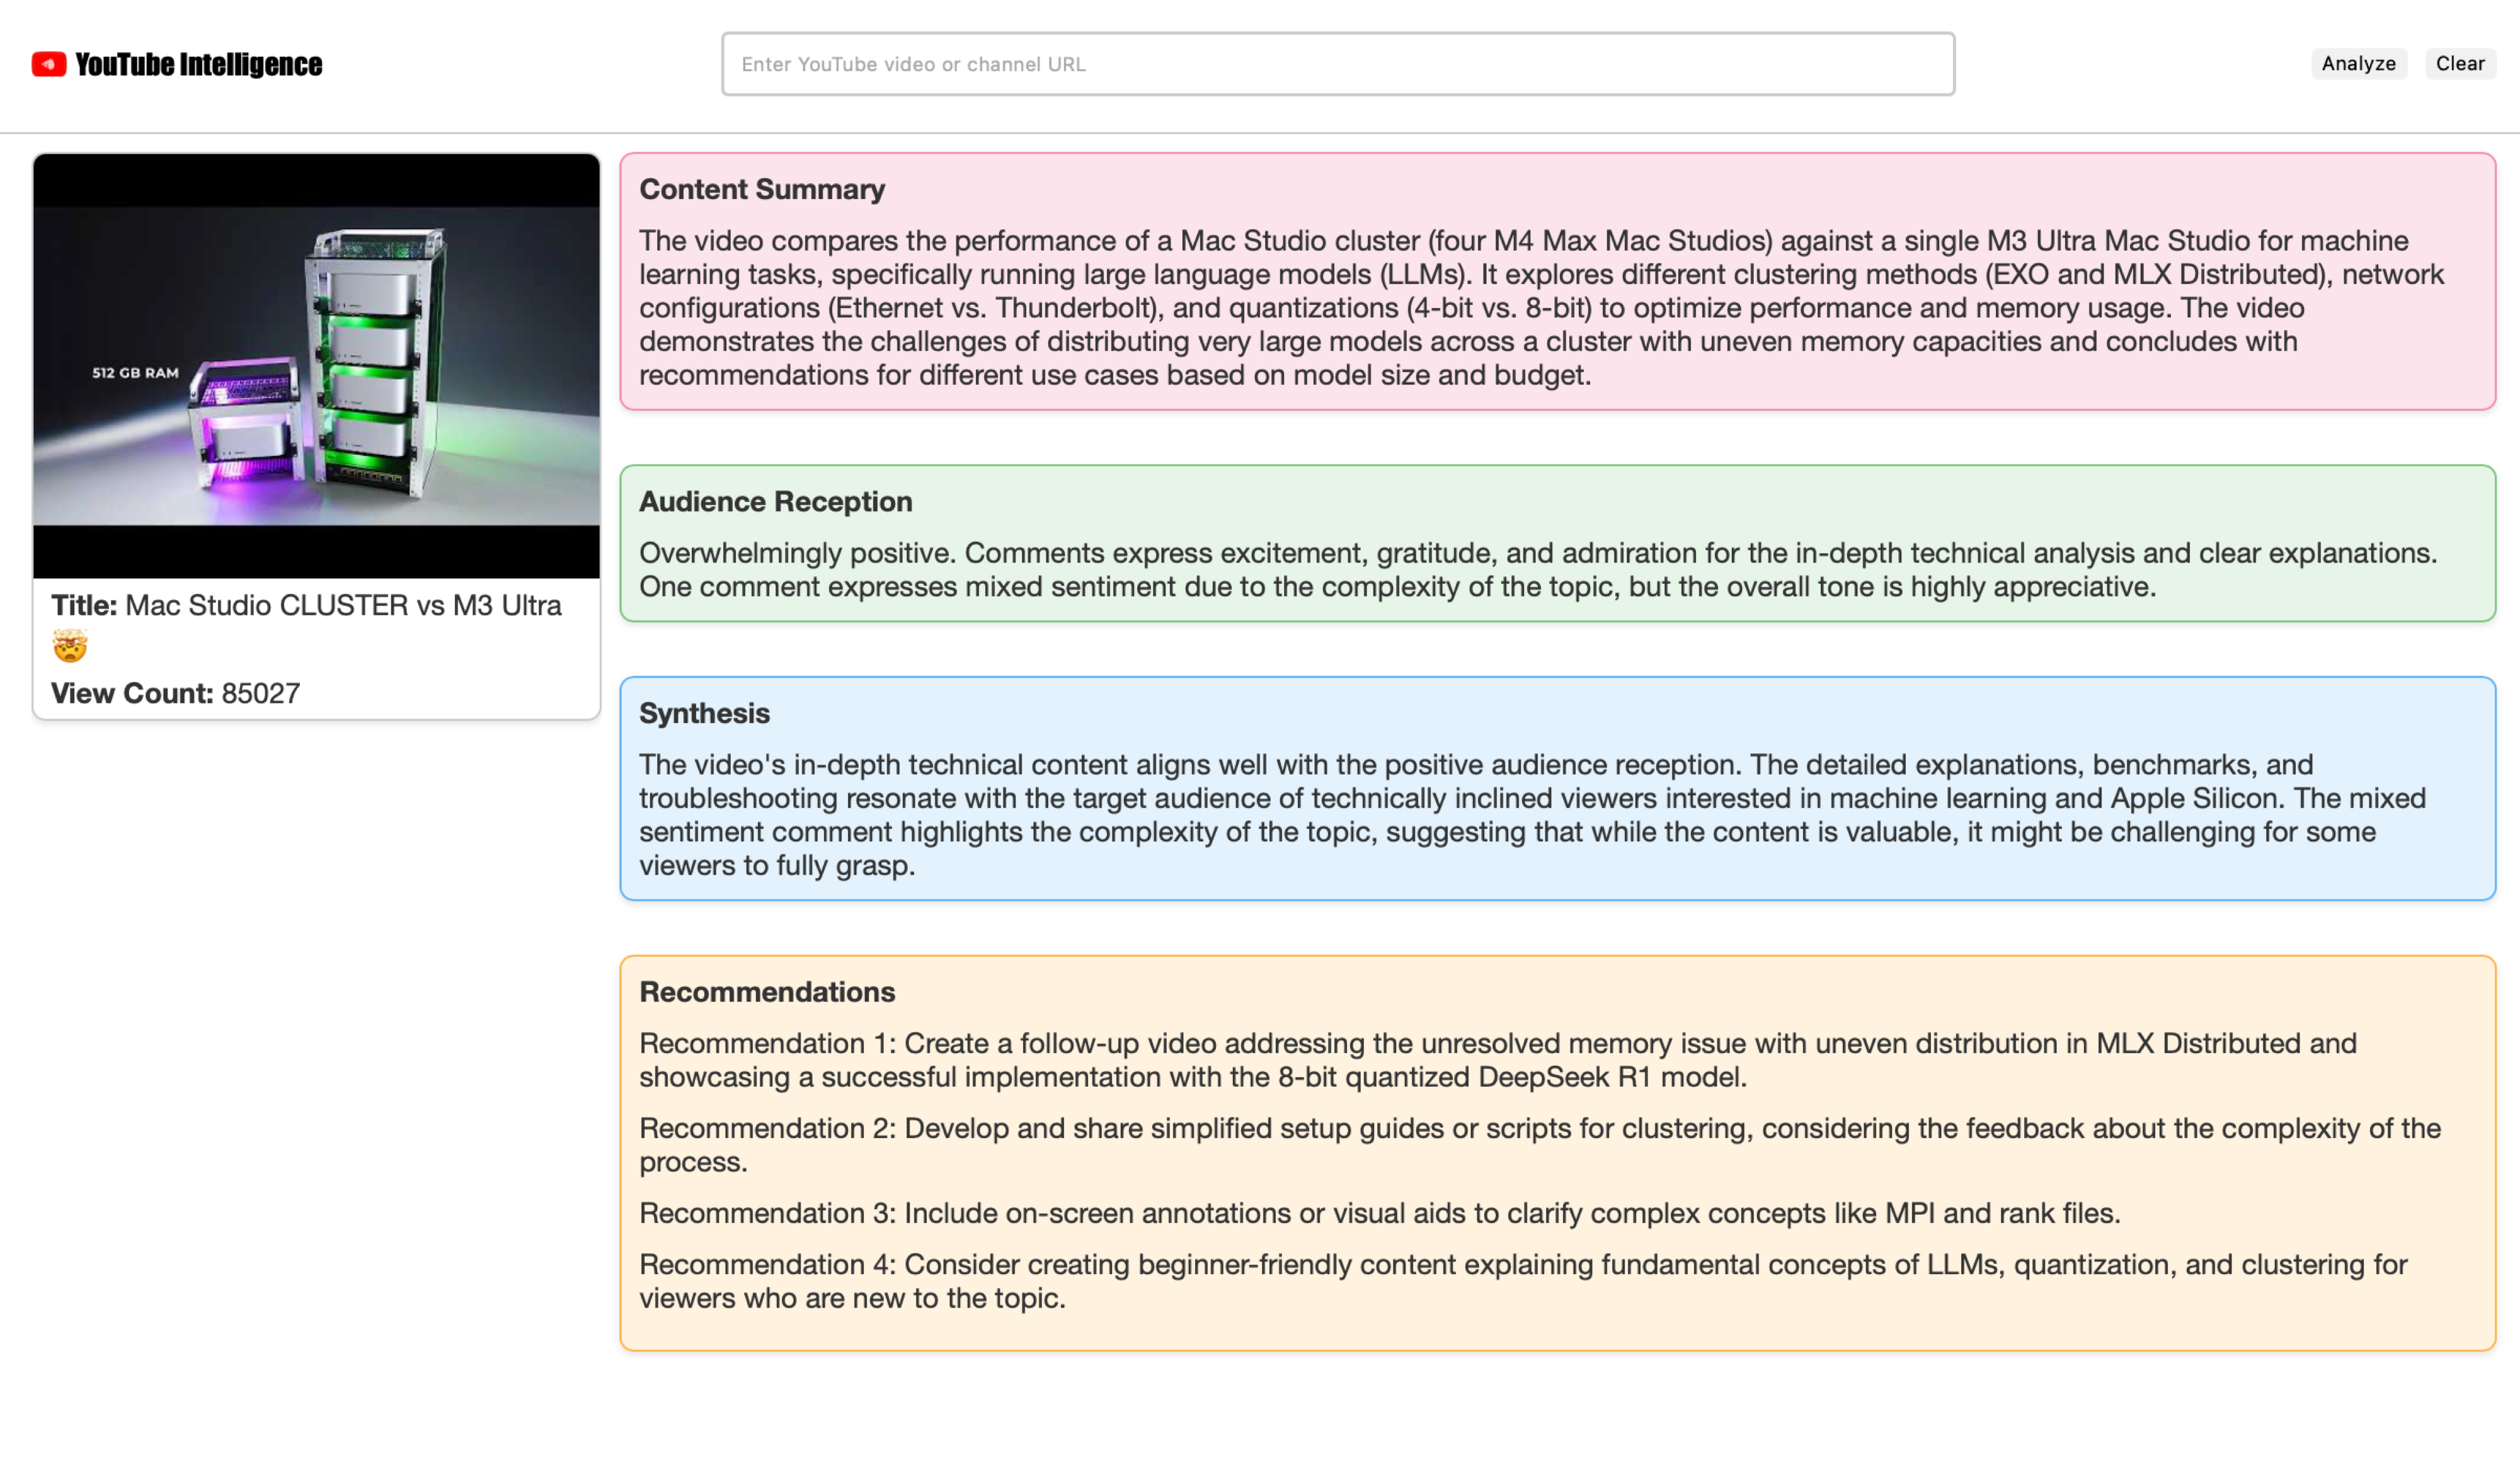 YouTube Intelligence
Enter YouTube video or channel URL
Analyze
Clear
512 GB RAM
Title: Mac Studio CLUSTER vs M3 Ultra
🤯
View Count: 85027
Content Summary
The video compares the performance of a Mac Studio cluster (four M4 Max Mac Studios) against a single M3 Ultra Mac Studio for machine
learning tasks, specifically running large language models (LLMs). It explores different clustering methods (EXO and MLX Distributed), network
configurations (Ethernet vs. Thunderbolt), and quantizations (4-bit vs. 8-bit) to optimize performance and memory usage. The video
demonstrates the challenges of distributing very large models across a cluster with uneven memory capacities and concludes with
recommendations for different use cases based on model size and budget.
Audience Reception
Overwhelmingly positive. Comments express excitement, gratitude, and admiration for the in-depth technical analysis and clear explanations.
One comment expresses mixed sentiment due to the complexity of the topic, but the overall tone is highly appreciative.
Synthesis
The video's in-depth technical content aligns well with the positive audience reception. The detailed explanations, benchmarks, and
troubleshooting resonate with the target audience of technically inclined viewers interested in machine learning and Apple Silicon. The mixed
sentiment comment highlights the complexity of the topic, suggesting that while the content is valuable, it might be challenging for some
viewers to fully grasp.
Recommendations
Recommendation 1: Create a follow-up video addressing the unresolved memory issue with uneven distribution in MLX Distributed and
showcasing a successful implementation with the 8-bit quantized DeepSeek R1 model.
Recommendation 2: Develop and share simplified setup guides or scripts for clustering, considering the feedback about the complexity of the
process.
Recommendation 3: Include on-screen annotations or visual aids to clarify complex concepts like MPI and rank files.
Recommendation 4: Consider creating beginner-friendly content explaining fundamental concepts of LLMs, quantization, and clustering for
viewers who are new to the topic.